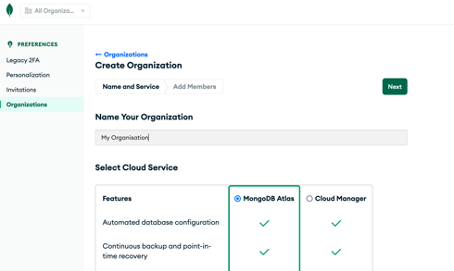 All Organizo...
PREFERENCES
Legacy 2FA
Personalization
Invitations
Organizations
← Organizations
Create Organization
Name and Service
Add Members
Next
Name Your Organization
My Organisation
Select Cloud Service
Features
MongoDB Atlas
Cloud Manager
Automated database configuration
Continuous backup and point-in-
time recovery